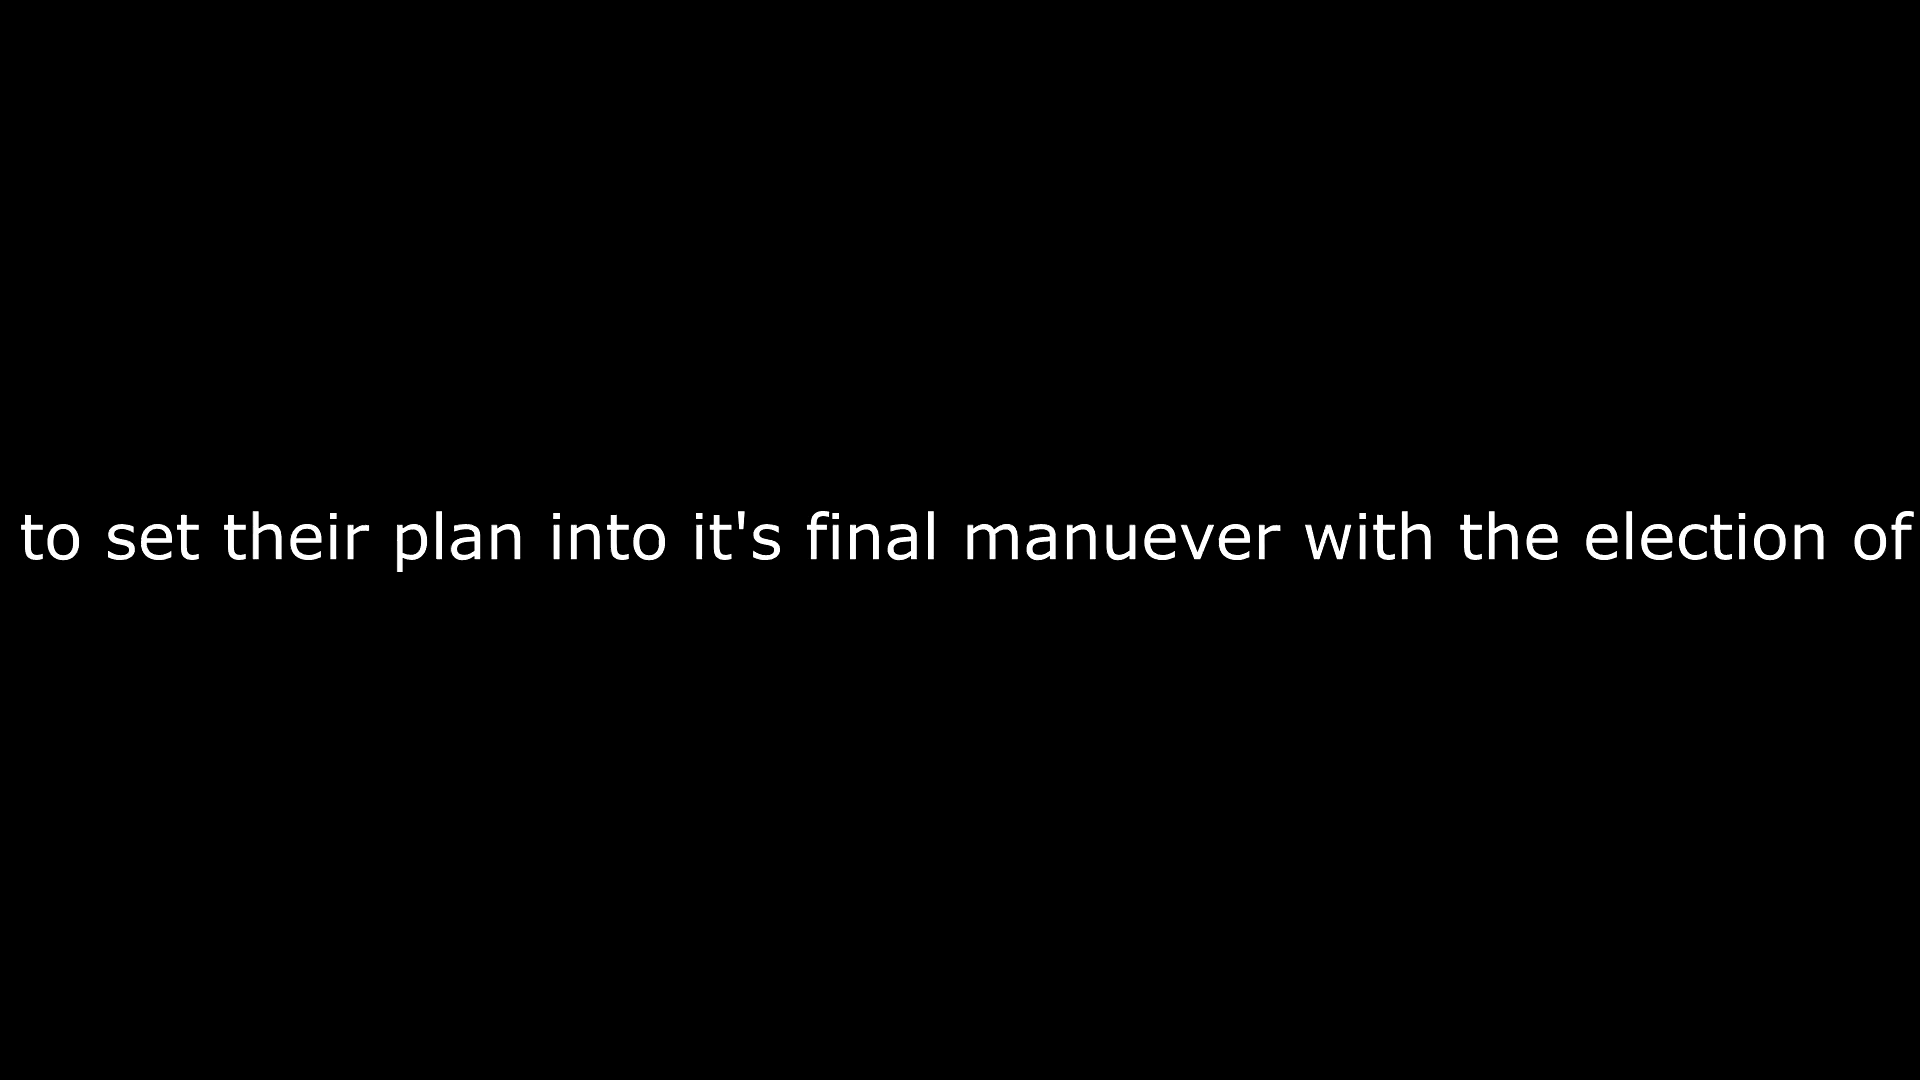 to set their plan into it's final manuever with the election of